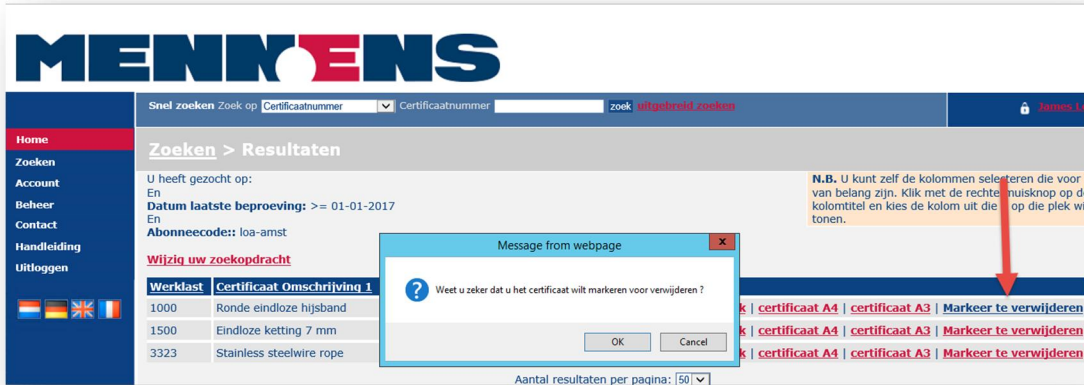 MENNENS
Snel zoeken Zoek op Certificaatnummer Certificaatnummer zoek uitgebreid zoeken
James
Home
Zoeken
Account
Beheer
Contact
Handleiding
Uitloggen
Zoeken > Resultaten
U heeft gezocht op:
En
Datum laatste beproeving: >= 01-01-2017
En
Abonneecode:: loa-amst
N.B. U kunt zelf de kolommen selecteren die voor
van belang zijn. Klik met de rechtermuisknop op d
kolomtitel en kies de kolom uit die op die plek wi
tonen.
Wijzig uw zoekopdracht
Message from webpage
x
Weet u zeker dat u het certificaat wilt markeren voor verwijderen ?
OK Cancel
Werklast Certificaat Omschrijving 1
1000 Ronde eindloze hijsband k | certificaat A4 | certificaat A3 | Markeer te verwijderen
1500 Eindloze ketting 7 mm k | certificaat A4 | certificaat A3 | Markeer te verwijderen
3323 Stainless steelwire rope k | certificaat A4 | certificaat A3 | Markeer te verwijderen
Aantal resultaten per pagina: 50